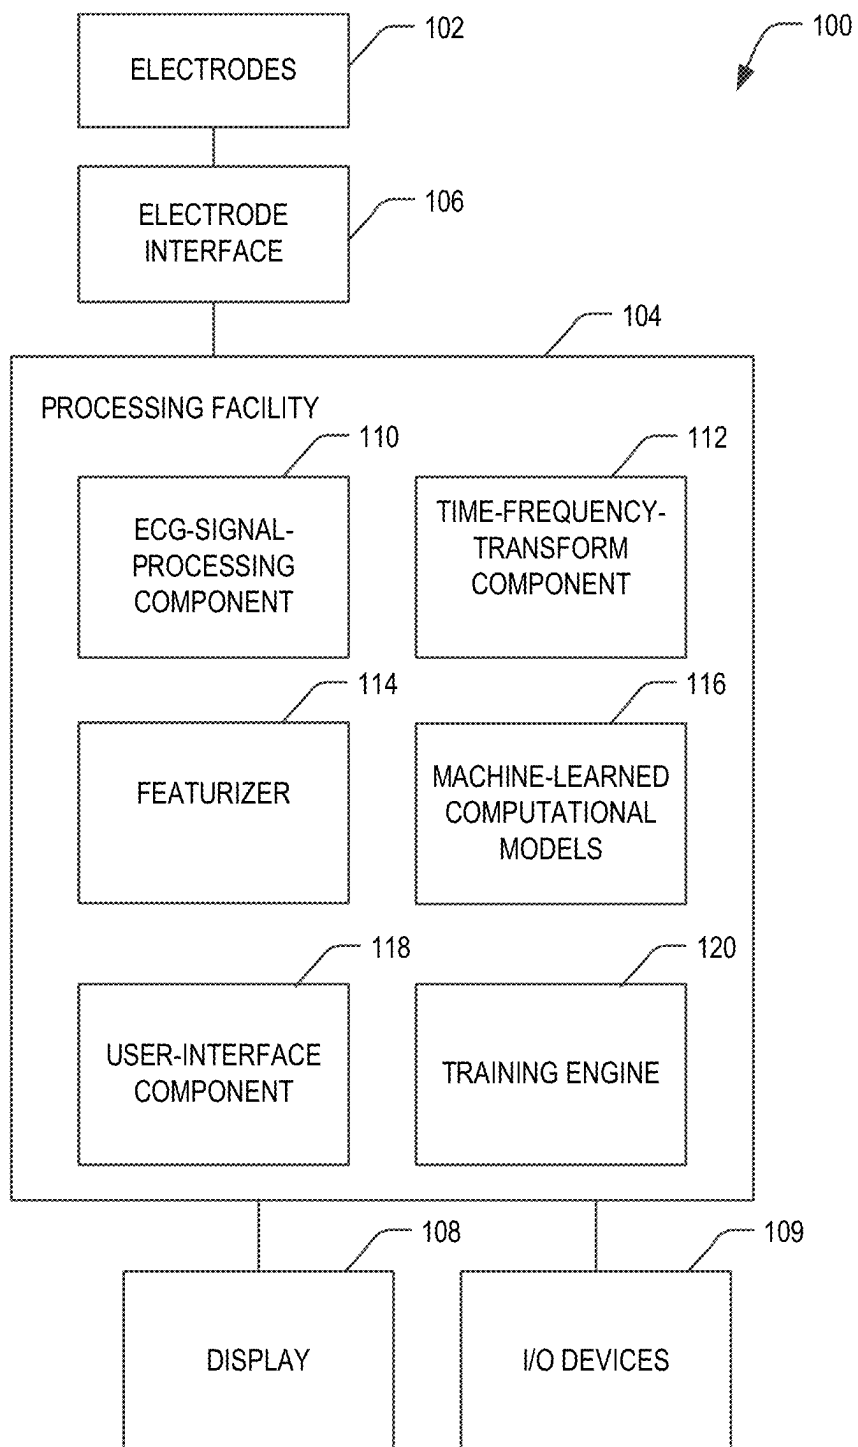 100
102
ELECTRODES
106
ELECTRODE
INTERFACE
104
PROCESSING FACILITY
110
ECG-SIGNAL-
PROCESSING
COMPONENT
112
TIME-FREQUENCY-
TRANSFORM
COMPONENT
114
FEATURIZER
116
MACHINE-LEARNED
COMPUTATIONAL
MODELS
118
USER-INTERFACE
COMPONENT
120
TRAINING ENGINE
108
DISPLAY
109
I/O DEVICES